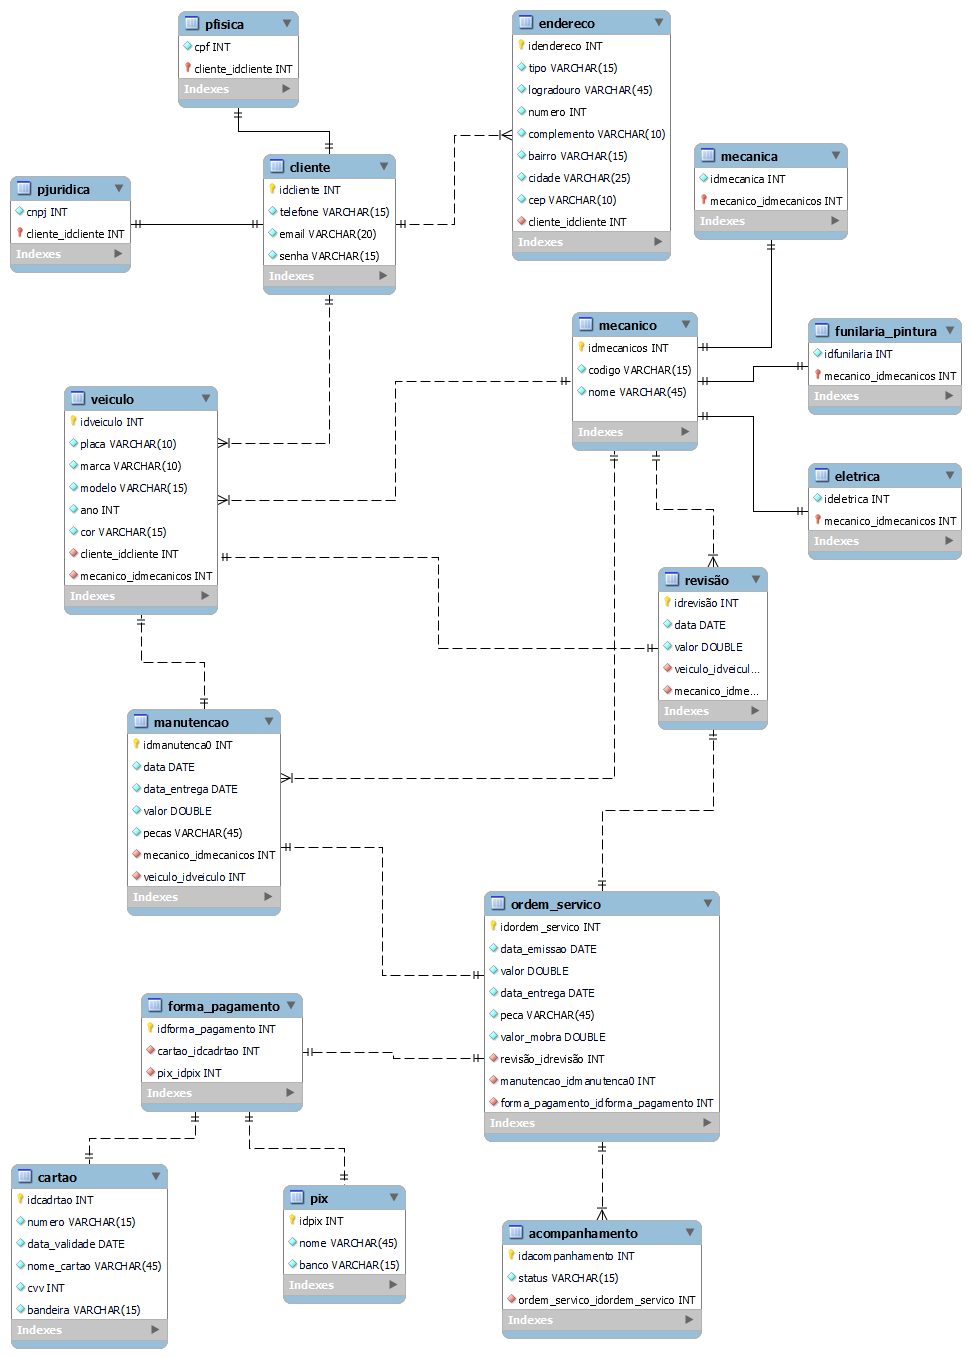 pfisica
cpf INT
cliente_idcliente INT
Indexes
endereco
idendereco INT
tipo VARCHAR(15)
logradouro VARCHAR(45)
numero INT
complemento VARCHAR(10)
bairro VARCHAR(15)
cidade VARCHAR(25)
cep VARCHAR(10)
cliente_idcliente INT
Indexes
mecanica
idmecanica INT
mecanico_idmecanicos INT
Indexes
cliente
idcliente INT
telefone VARCHAR(15)
email VARCHAR(20)
senha VARCHAR(15)
Indexes
pjuridica
cnpj INT
cliente_idcliente INT
Indexes
mecanico
idmecanicos INT
codigo VARCHAR(15)
nome VARCHAR(45)
Indexes
funilaria_pintura
idfunilaria INT
mecanico_idmecanicos INT
Indexes
veiculo
idveiculo INT
placa VARCHAR(10)
marca VARCHAR(10)
modelo VARCHAR(15)
ano INT
cor VARCHAR(15)
cliente_idcliente INT
mecanico_idmecanicos INT
Indexes
eletrica
ideletrica INT
mecanico_idmecanicos INT
Indexes
revisão
idrevisão INT
data DATE
valor DOUBLE
veiculo_idveicul...
mecanico_idme...
Indexes
manutencao
idmanutenca0 INT
data DATE
data_entrega DATE
valor DOUBLE
pecas VARCHAR(45)
mecanico_idmecanicos INT
veiculo_idveiculo INT
Indexes
ordem_servico
idordem_servico INT
data_emissao DATE
valor DOUBLE
data_entrega DATE
peca VARCHAR(45)
valor_mobra DOUBLE
revisão_idrevisão INT
manutencao_idmanutenca0 INT
forma_pagamento_idforma_pagamento INT
Indexes
forma_pagamento
idforma_pagamento INT
cartao_idcadrtao INT
pix_idpix INT
Indexes
cartao
idcadrtao INT
numero VARCHAR(15)
data_validade DATE
nome_cartao VARCHAR(45)
cvv INT
bandeira VARCHAR(15)
Indexes
pix
idpix INT
nome VARCHAR(45)
banco VARCHAR(15)
Indexes
acompanhamento
idacompanhamento INT
status VARCHAR(15)
ordem_servico_idordem_servico INT
Indexes